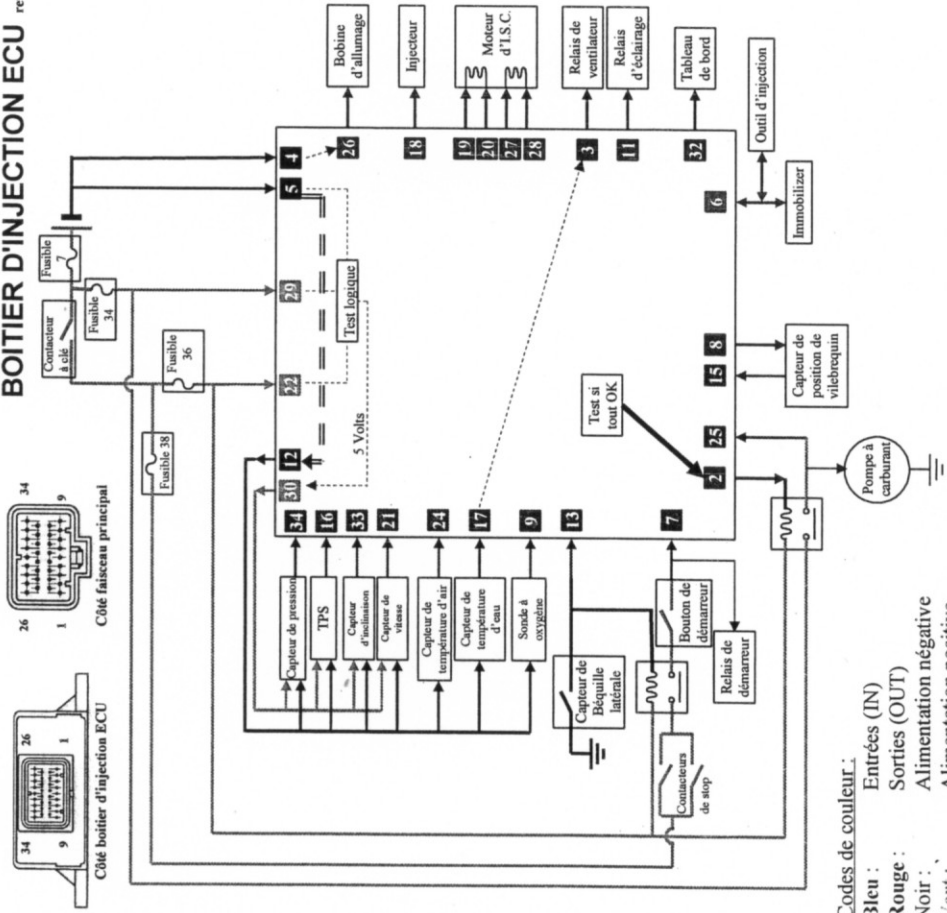 BOITIER D'INJECTION ECU re
34
26
9
1
Côté boitier d'injection ECU
26
34
1
9
Côté faisceau principal
Contacteur
à clé
Fusible
7
Fusible
34
Fusible
36
Fusible 38
30
12
22
29
5
4
5 Volts
Test logique
Capteur de pression
34
TPS
16
Capteur
d'inclinaison
33
Capteur de
vitesse
21
Capteur de
température d'air
24
Capteur de
température
d'eau
17
Sonde à
oxygène
9
13
Capteur de
Béquille
latérale
7
Bouton de
démarreur
Relais de
démarreur
Contacteurs
de stop
26
Bobine
d'allumage
18
Injecteur
19
20
27
28
Moteur
d'I.S.C.
3
Relais de
ventilateur
11
Relais
d'éclairage
32
Tableau
de bord
Test si
tout OK
2
25
15
8
6
Pompe à
carburant
Capteur de
position de
vilebrequin
Immobilizer
Outil d'injection
Codes de couleur :
Bleu : Entrées (IN)
Rouge : Sorties (OUT)
Noir : Alimentation négative
Alimentation positive